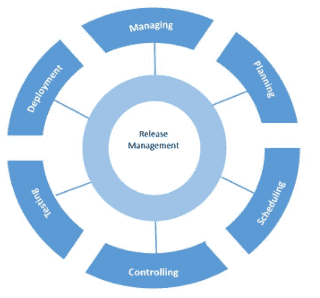 Managing
Planning
Scheduling
Controlling
Testing
Deployment
Release
Management